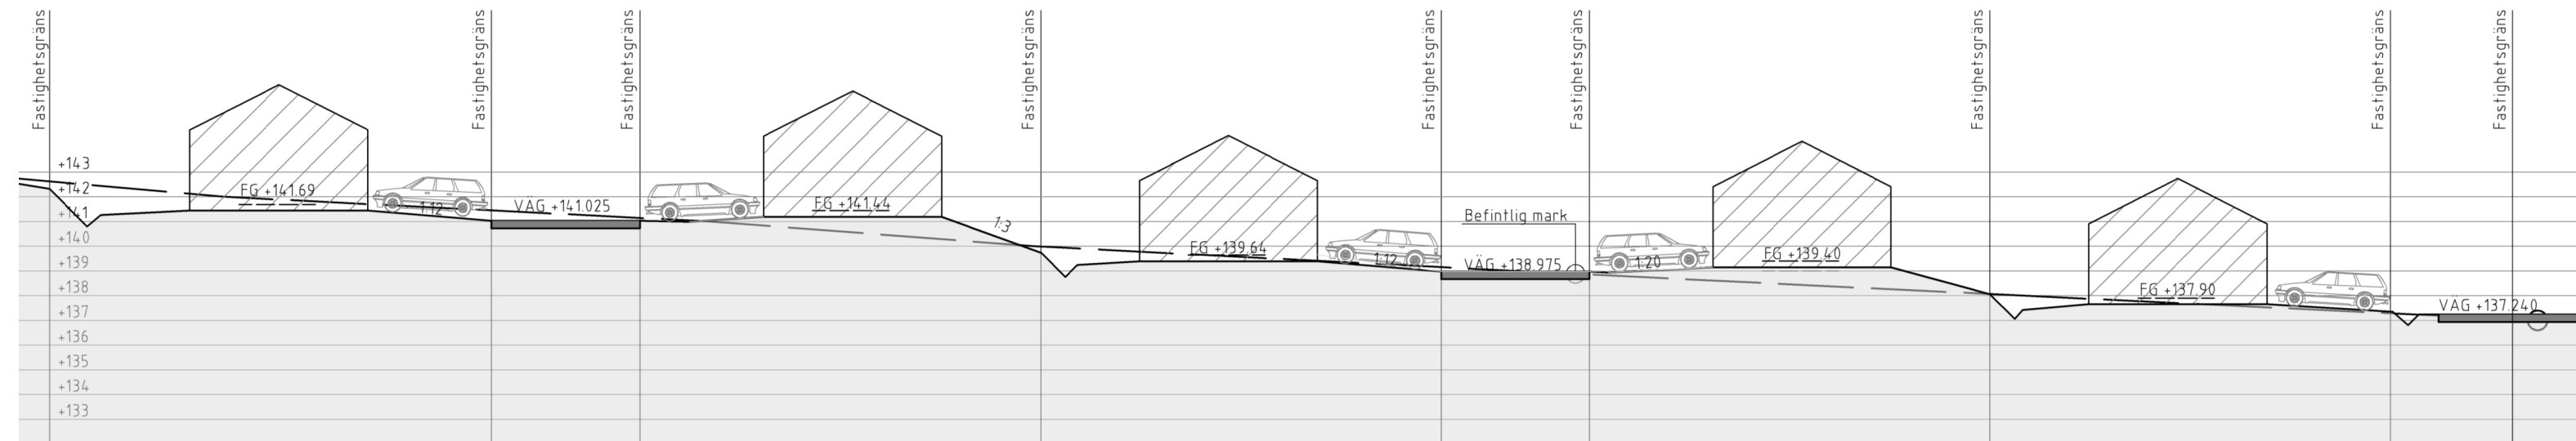 Fastighetsgräns
Fastighetsgräns
Fastighetsgräns
Fastighetsgräns
Fastighetsgräns
Fastighetsgräns
Fastighetsgräns
Fastighetsgräns
Fastighetsgräns
+143
+142
+141
+140
+139
+138
+137
+136
+135
+134
+133
FG +141.69
1:12
VÄG +141.025
FG +141.44
1:3
FG +139.64
1:12
Befintlig mark
VÄG +138.975
1:20
FG +139.40
FG +137.90
VÄG +137.240